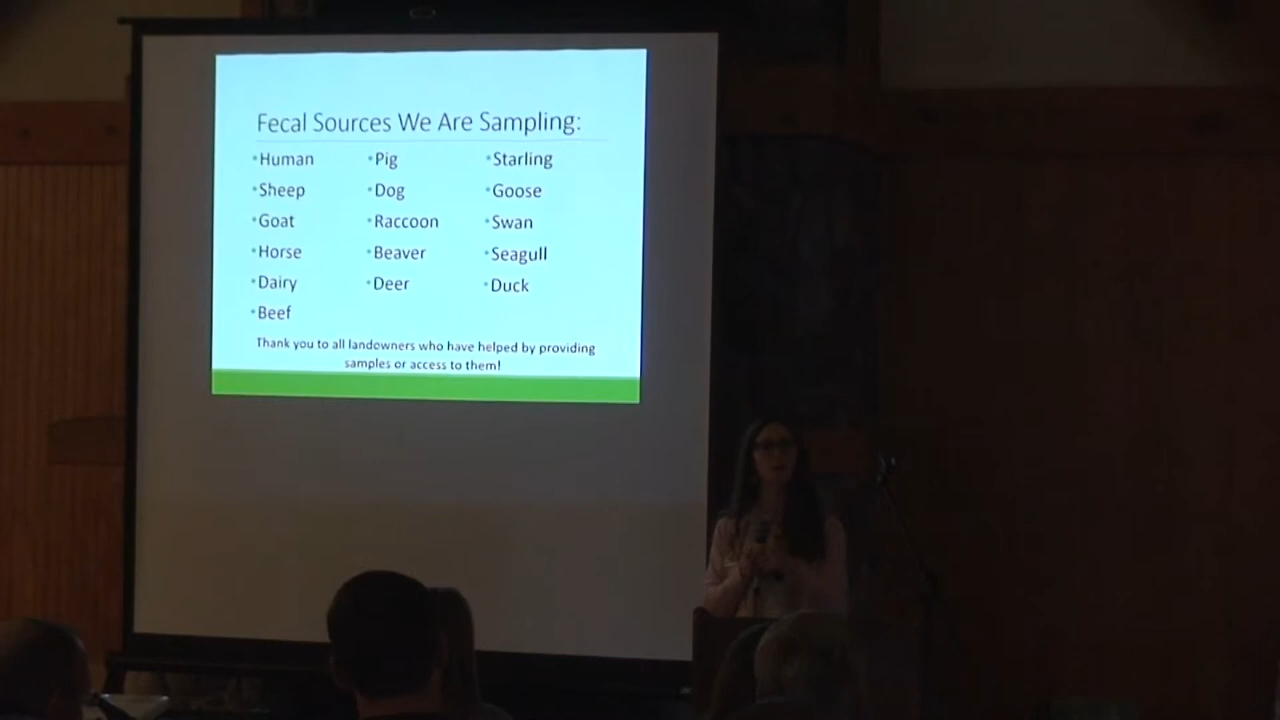 Fecal Sources We Are Sampling:
•Human
•Sheep
•Goat
•Horse
•Dairy
•Beef
•Pig
•Dog
•Raccoon
•Beaver
•Deer
•Starling
•Goose
•Swan
•Seagull
•Duck
Thank you to all landowners who have helped by providing
samples or access to them!